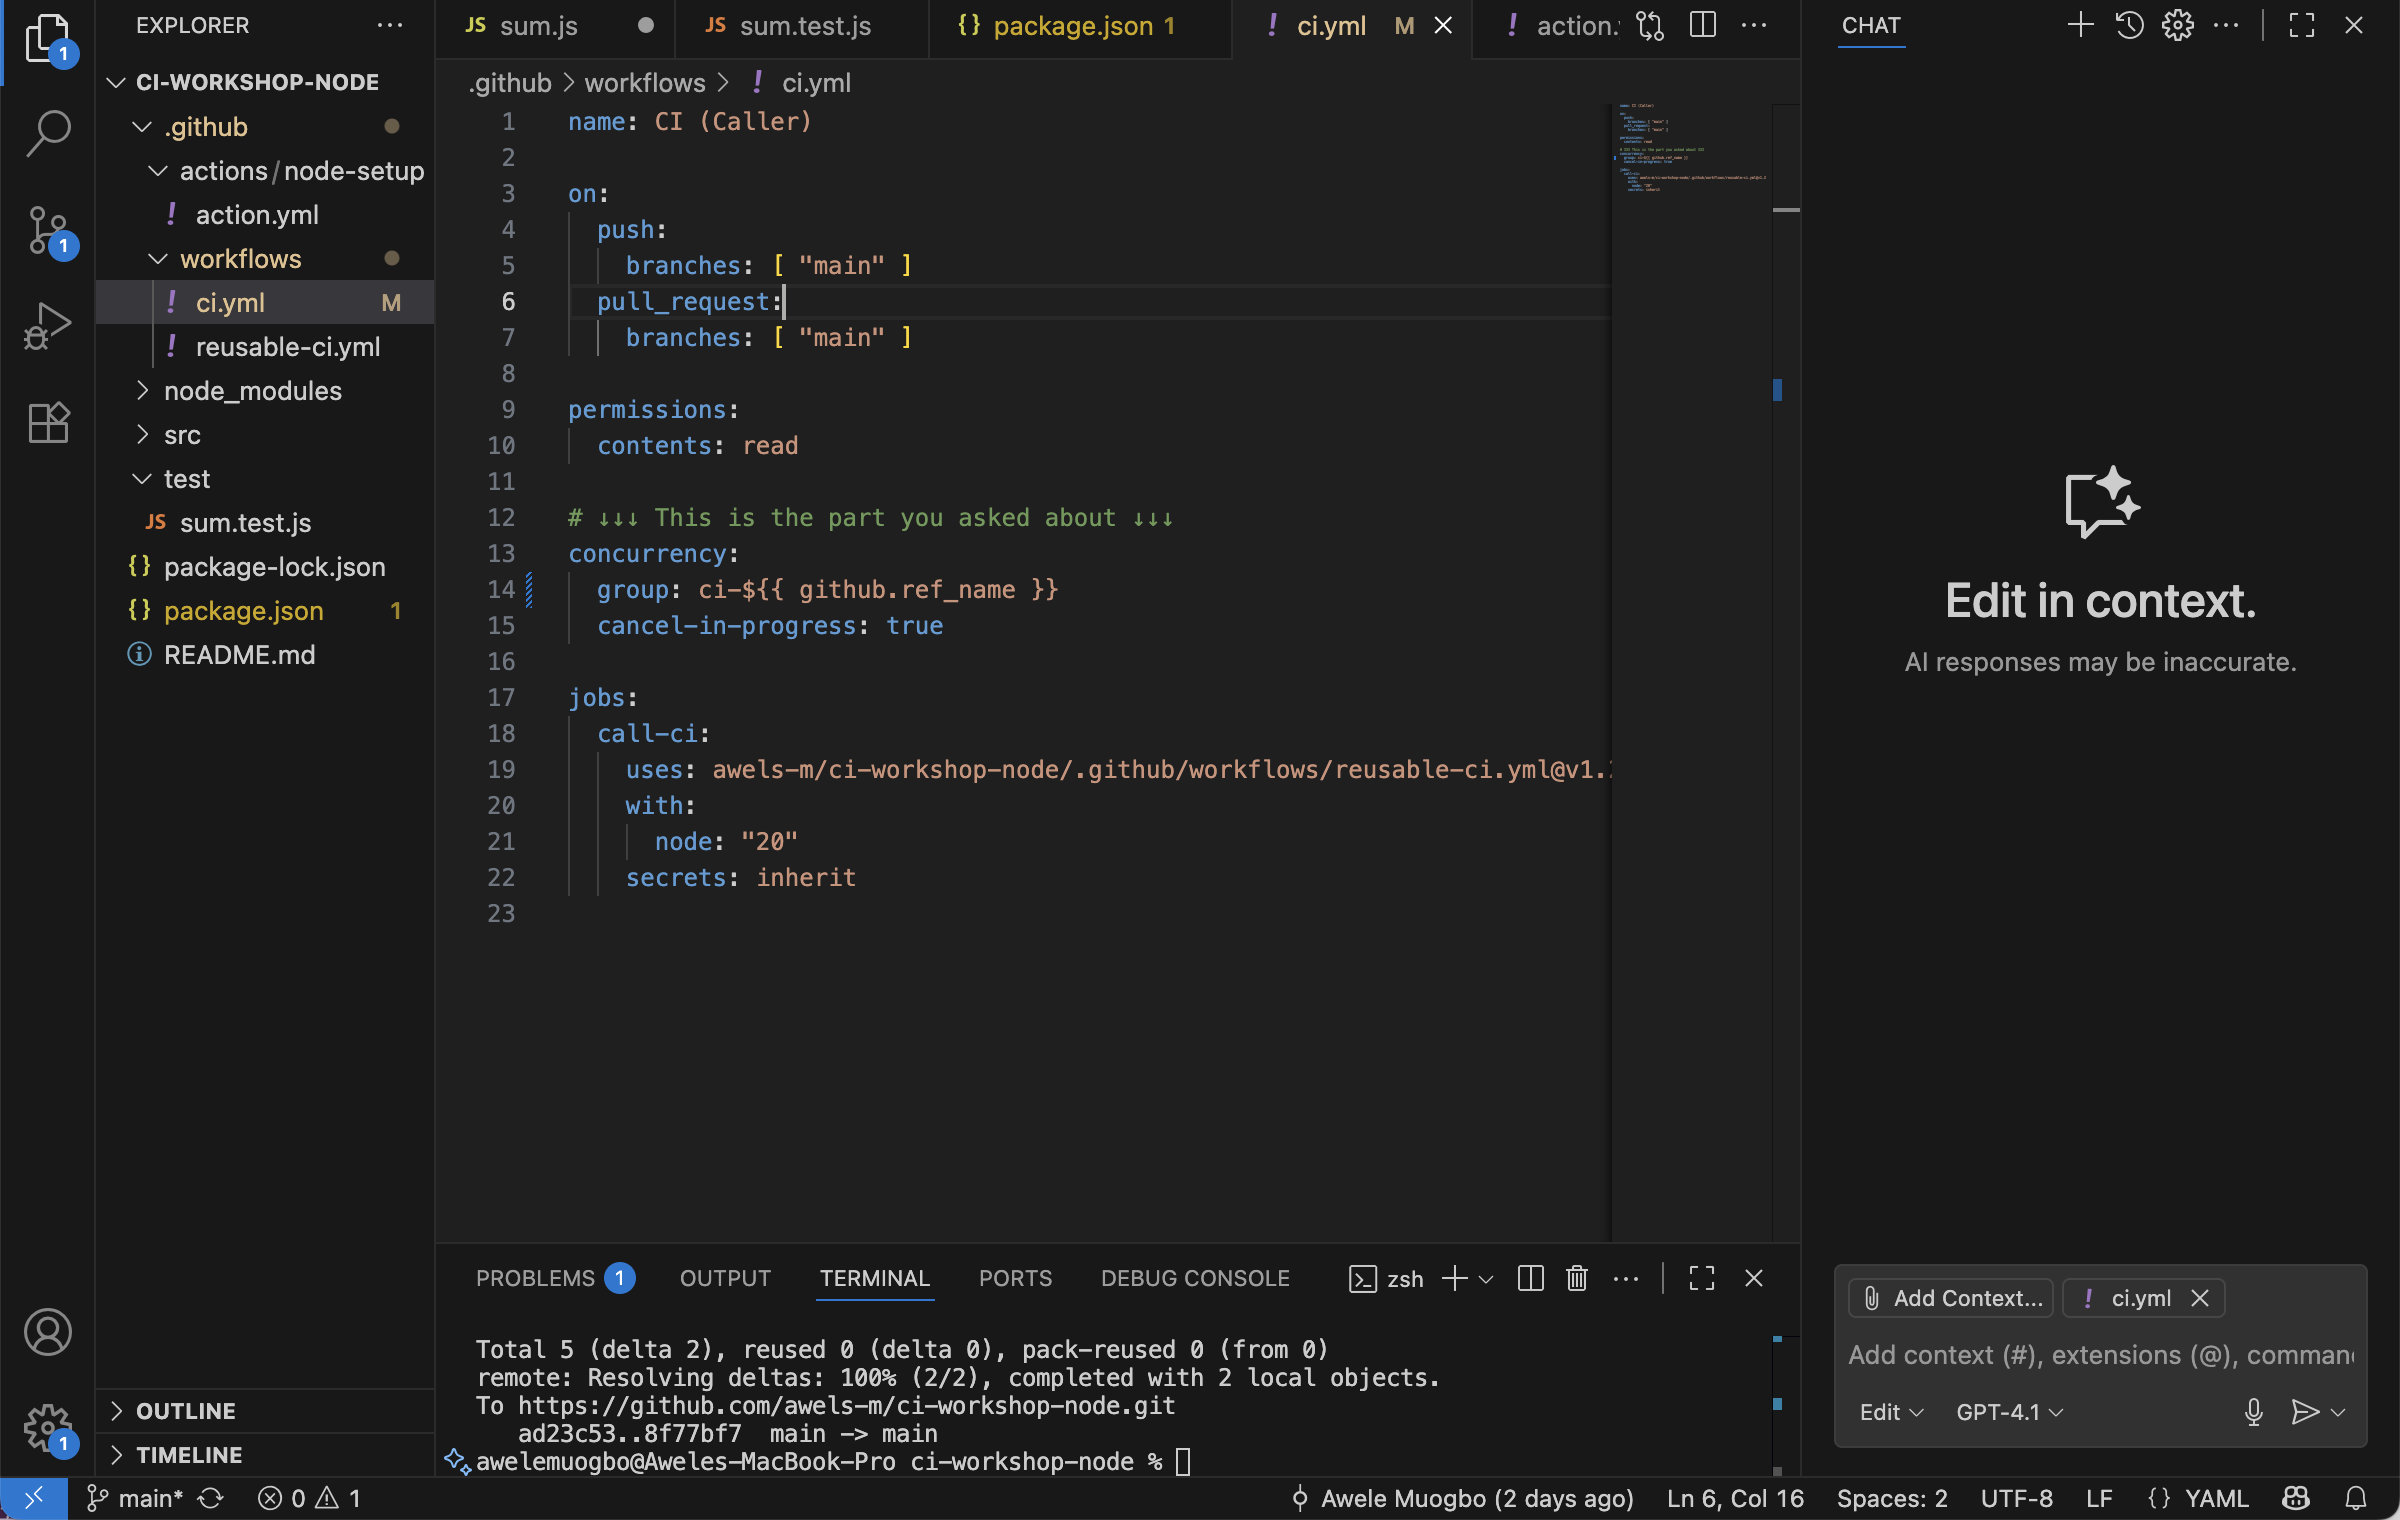 EXPLORER
CI-WORKSHOP-NODE
.github
actions/node-setup
! action.yml
workflows
! ci.yml M
! reusable-ci.yml
node_modules
src
test
JS sum.test.js
{} package-lock.json
{} package.json 1
README.md
OUTLINE
TIMELINE
1
1
1
JS sum.js
JS sum.test.js
{} package.json 1
! ci.yml M
! action.
.github > workflows > ! ci.yml
1 name: CI (Caller)
2
3 on:
4 push:
5 branches: [ "main" ]
6 pull_request:
7 branches: [ "main" ]
8
9 permissions:
10 contents: read
11
12 # ↓↓↓ This is the part you asked about ↓↓↓
13 concurrency:
14 group: ci-${{ github.ref_name }}
15 cancel-in-progress: true
16
17 jobs:
18 call-ci:
19 uses: awels-m/ci-workshop-node/.github/workflows/reusable-ci.yml@v1.
20 with:
21 node: "20"
22 secrets: inherit
23
PROBLEMS 1 OUTPUT TERMINAL PORTS DEBUG CONSOLE zsh
Total 5 (delta 2), reused 0 (delta 0), pack-reused 0 (from 0)
remote: Resolving deltas: 100% (2/2), completed with 2 local objects.
To https://github.com/awels-m/ci-workshop-node.git
ad23c53..8f77bf7 main -> main
awelemuogbo@Aweles-MacBook-Pro ci-workshop-node %
CHAT
Edit in context.
AI responses may be inaccurate.
Add Context... ! ci.yml
Add context (#), extensions (@), comman
Edit GPT-4.1
main* 0 1 Awele Muogbo (2 days ago) Ln 6, Col 16 Spaces: 2 UTF-8 LF {} YAML